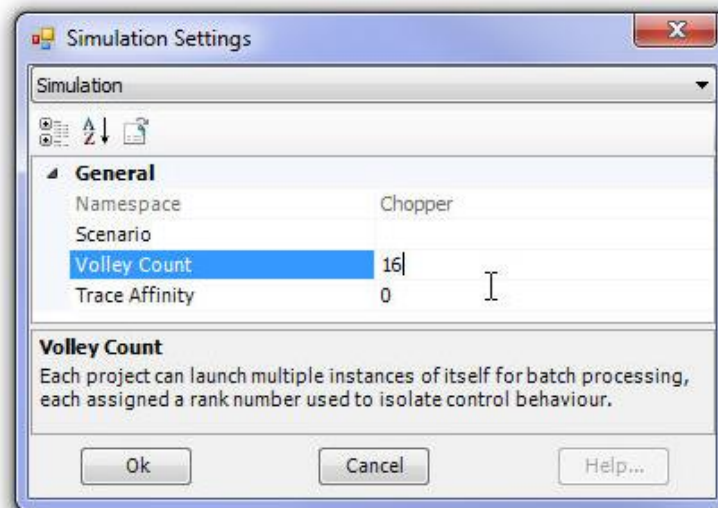 Simulation Settings
Simulation
General
Namespace Chopper
Scenario
Volley Count 16
Trace Affinity 0
Volley Count
Each project can launch multiple instances of itself for batch processing,
each assigned a rank number used to isolate control behaviour.
Ok Cancel Help...